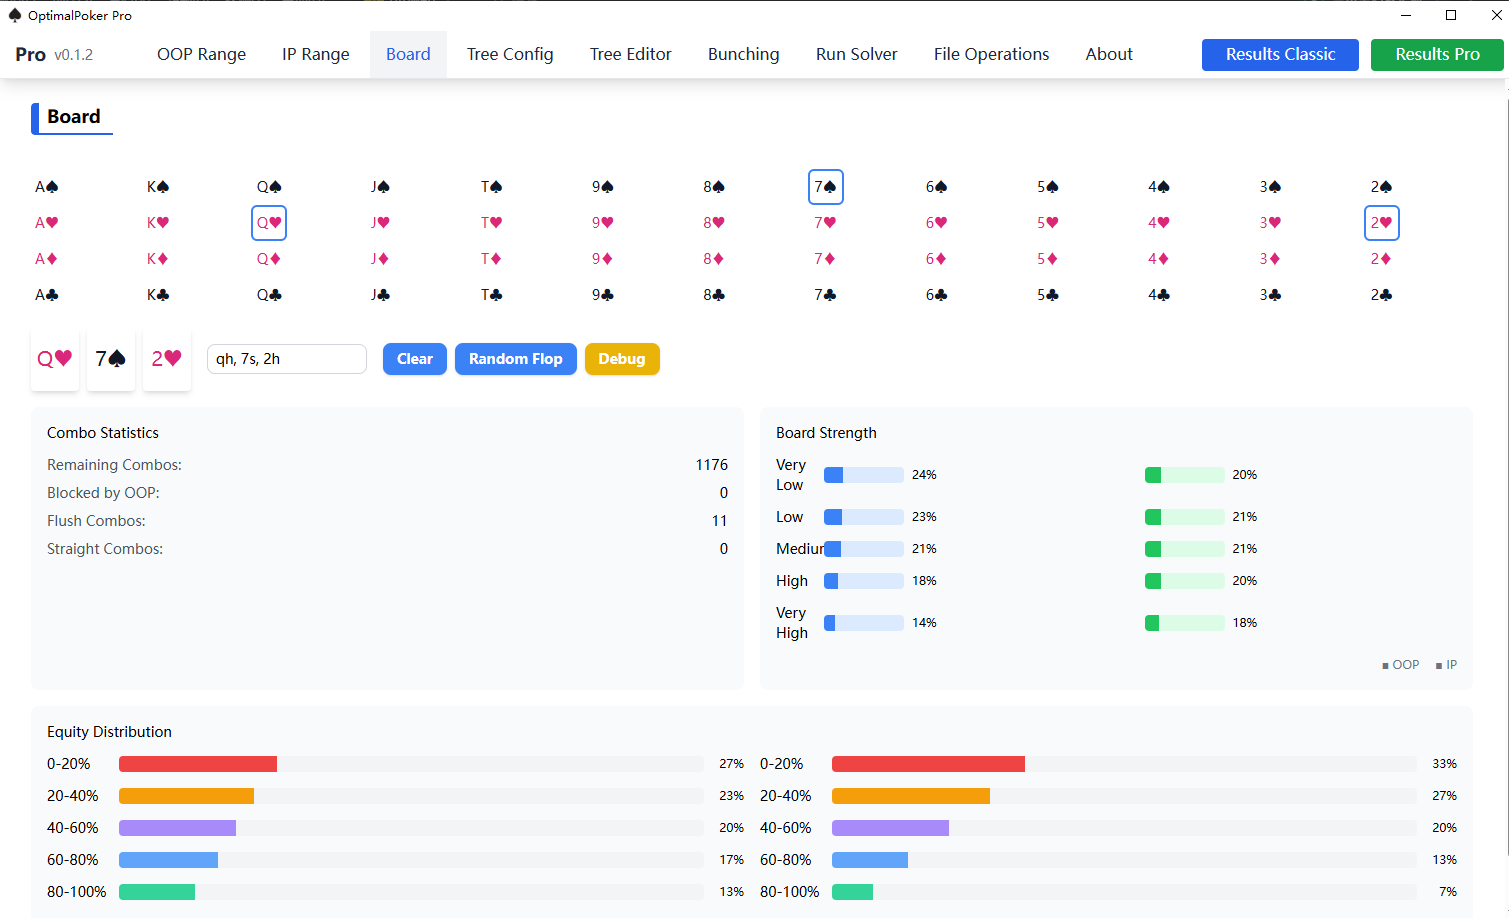 OptimalPoker Pro
Pro v0.1.2 OOP Range IP Range Board Tree Config Tree Editor Bunching Run Solver File Operations About Results Classic Results Pro
Board
A♠ K♠ Q♠ J♠ T♠ 9♠ 8♠ 7♠ 6♠ 5♠ 4♠ 3♠ 2♠
A♥ K♥ Q♥ J♥ T♥ 9♥ 8♥ 7♥ 6♥ 5♥ 4♥ 3♥ 2♥
A♦ K♦ Q♦ J♦ T♦ 9♦ 8♦ 7♦ 6♦ 5♦ 4♦ 3♦ 2♦
A♣ K♣ Q♣ J♣ T♣ 9♣ 8♣ 7♣ 6♣ 5♣ 4♣ 3♣ 2♣
Q♥ 7♠ 2♥ qh, 7s, 2h Clear Random Flop Debug
Combo Statistics
Remaining Combos: 1176
Blocked by OOP: 0
Flush Combos: 11
Straight Combos: 0
Board Strength
Very
Low 24% 20%
Low 23% 21%
Medium 21% 21%
High 18% 20%
Very
High 14% 18%
■ OOP ■ IP
Equity Distribution
0-20% 27% 0-20% 33%
20-40% 23% 20-40% 27%
40-60% 20% 40-60% 20%
60-80% 17% 60-80% 13%
80-100% 13% 80-100% 7%